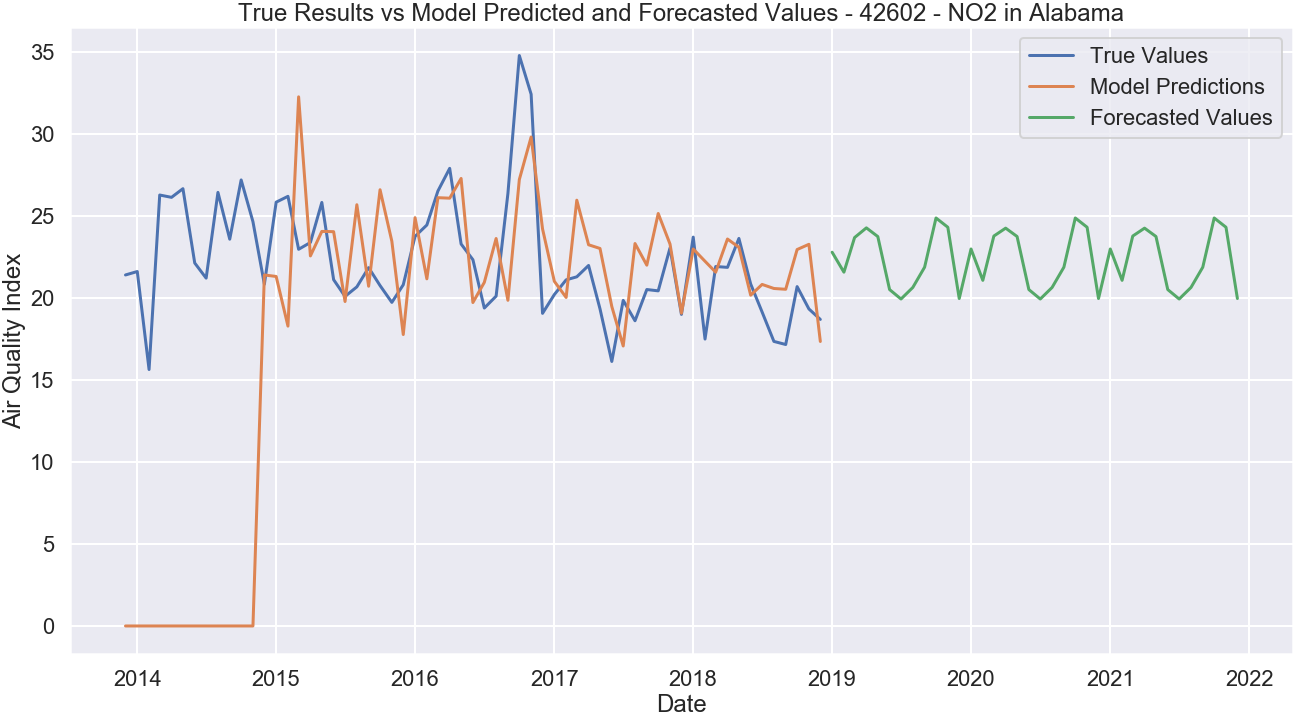 True Results vs Model Predicted and Forecasted Values - 42602 - NO2 in Alabama
True Values
Model Predictions
Forecasted Values
Air Quality Index
35
30
25
20
15
10
5
0
2014 2015 2016 2017 2018 2019 2020 2021 2022
Date